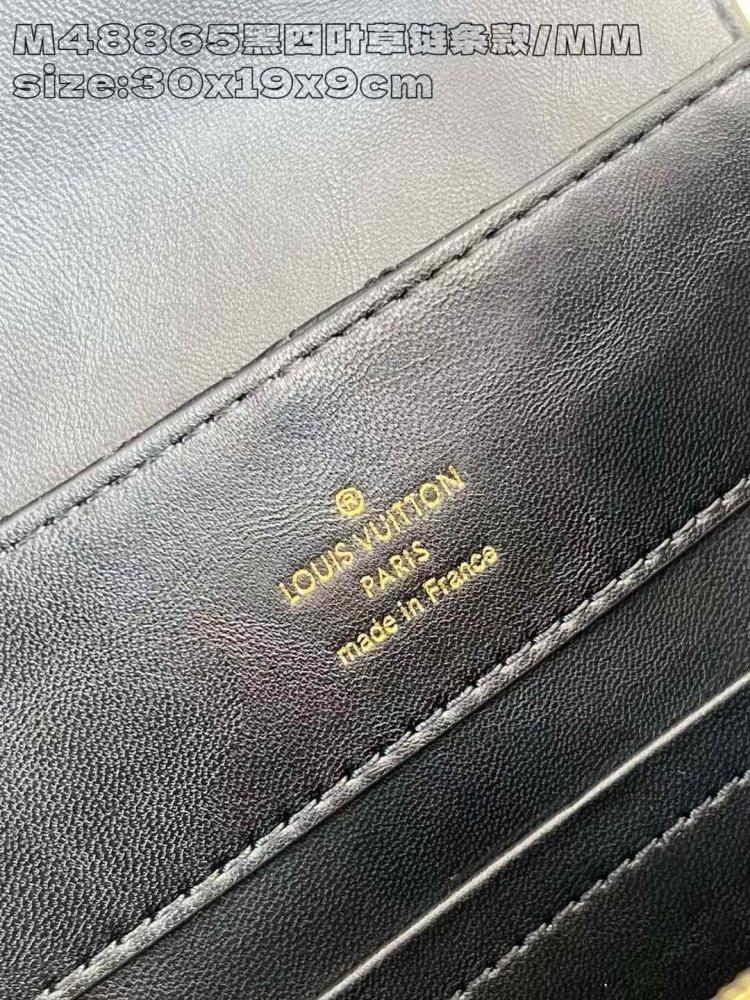 M48865黑四叶草链条款/MM
size:30x19x9cm
®
LOUIS VUITTON
PARIS
made in France